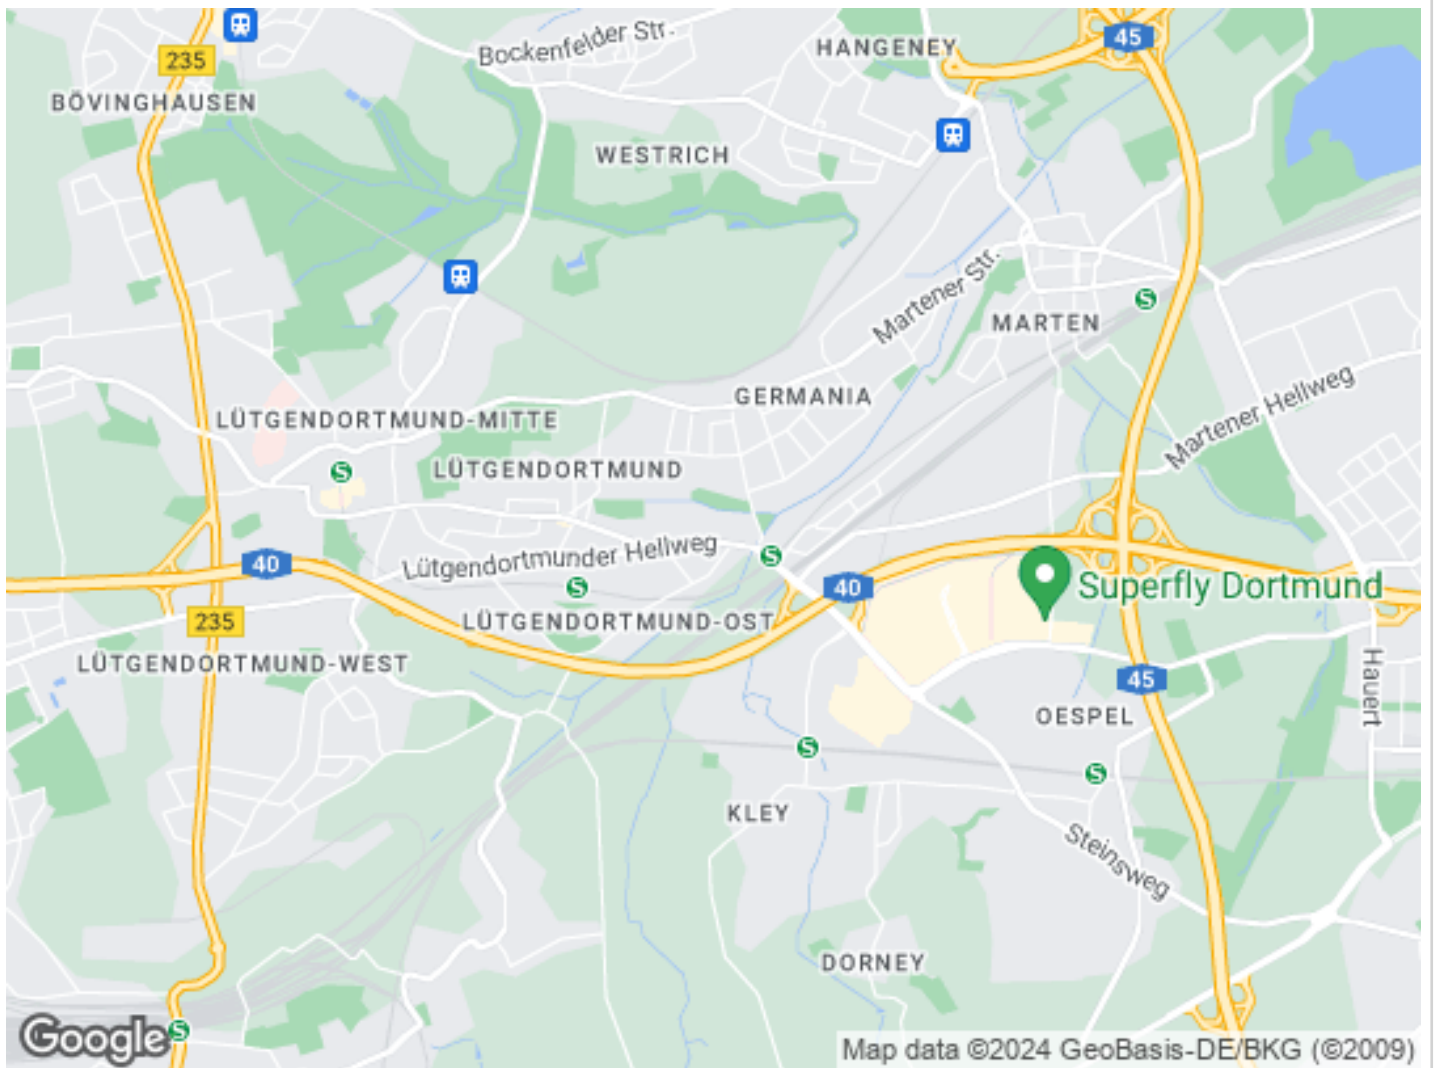 Bockenfelder Str.
HANGENEY
45
235
BÖVINGHAUSEN
WESTRICH
Martener Str.
MARTEN
S
GERMANIA
Martener Hellweg
LÜTGENDORTMUND-MITTE
S
LÜTGENDORTMUND
Lütgendortmunder Hellweg
S
40
S
40
Superfly Dortmund
235
LÜTGENDORTMUND-OST
LÜTGENDORTMUND-WEST
45
Hauert
OESPEL
S
S
KLEY
Steinsweg
DORNEY
S
Google
Map data ©2024 GeoBasis-DE/BKG (©2009)